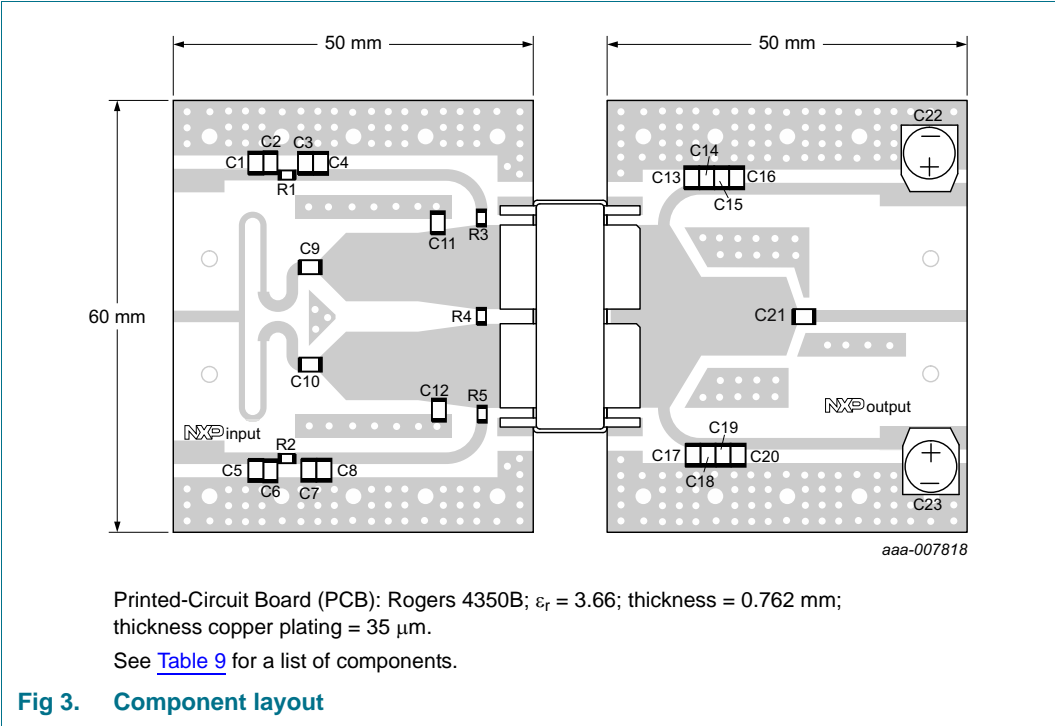 50 mm
50 mm
60 mm
C1
C2
C3
C4
R1
C11
R3
C9
R4
C10
C12
R5
NXP input
R2
C5
C6
C7
C8
C22
C14
C13
C16
C15
C21
NXP output
C19
C17
C20
C18
C23
aaa-007818
Printed-Circuit Board (PCB): Rogers 4350B; εr = 3.66; thickness = 0.762 mm;
thickness copper plating = 35 μm.
See Table 9 for a list of components.
Fig 3. Component layout